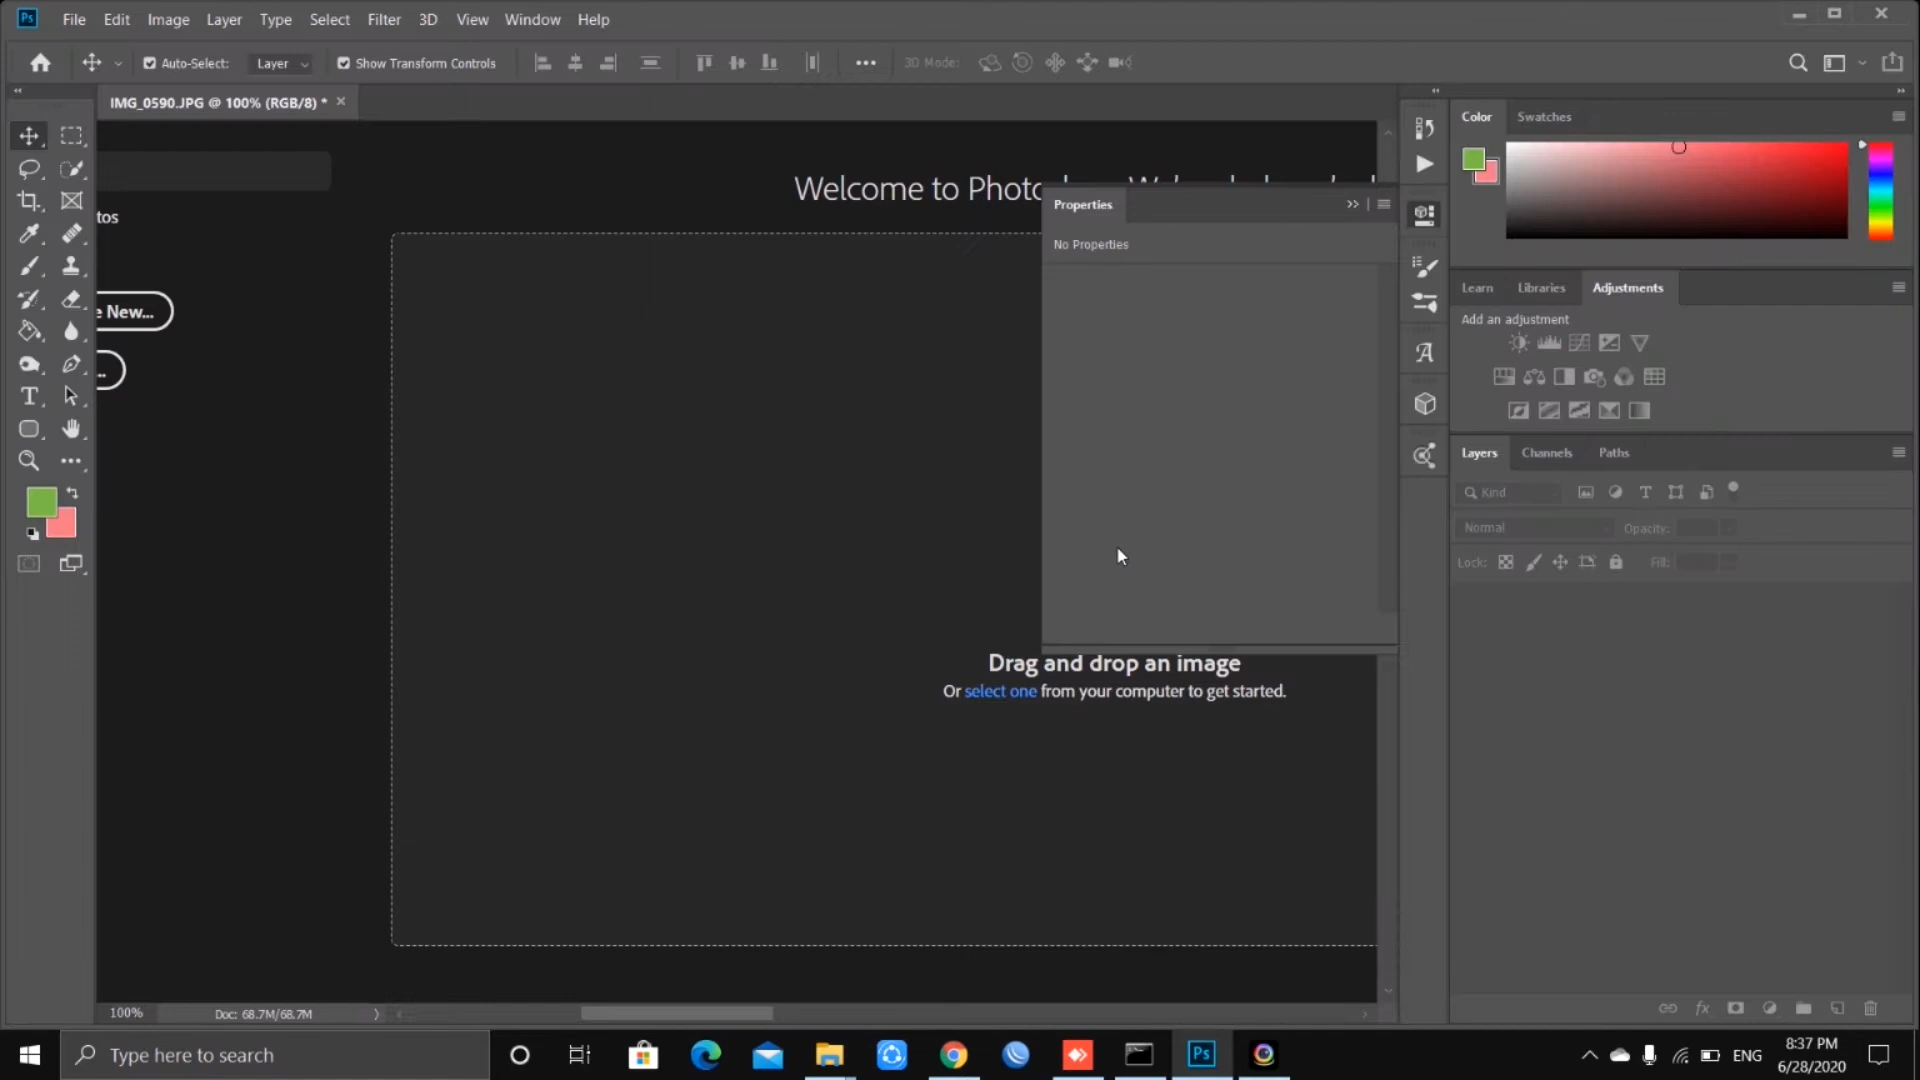 Ps File Edit Image Layer Type Select Filter 3D View Window Help
Auto-Select: Layer Show Transform Controls ••• 3D Mode:
IMG_0590.JPG @ 100% (RGB/8) * ×
Color Swatches
Welcome to Photo
Properties
No Properties
tos
e New...
...
Learn Libraries Adjustments
Add an adjustment
Layers Channels Paths
Kind
Normal Opacity:
Lock: Fill:
Drag and drop an image
Or select one from your computer to get started.
100% Doc: 68.7M/68.7M
Type here to search
Ps
ENG
8:37 PM
6/28/2020